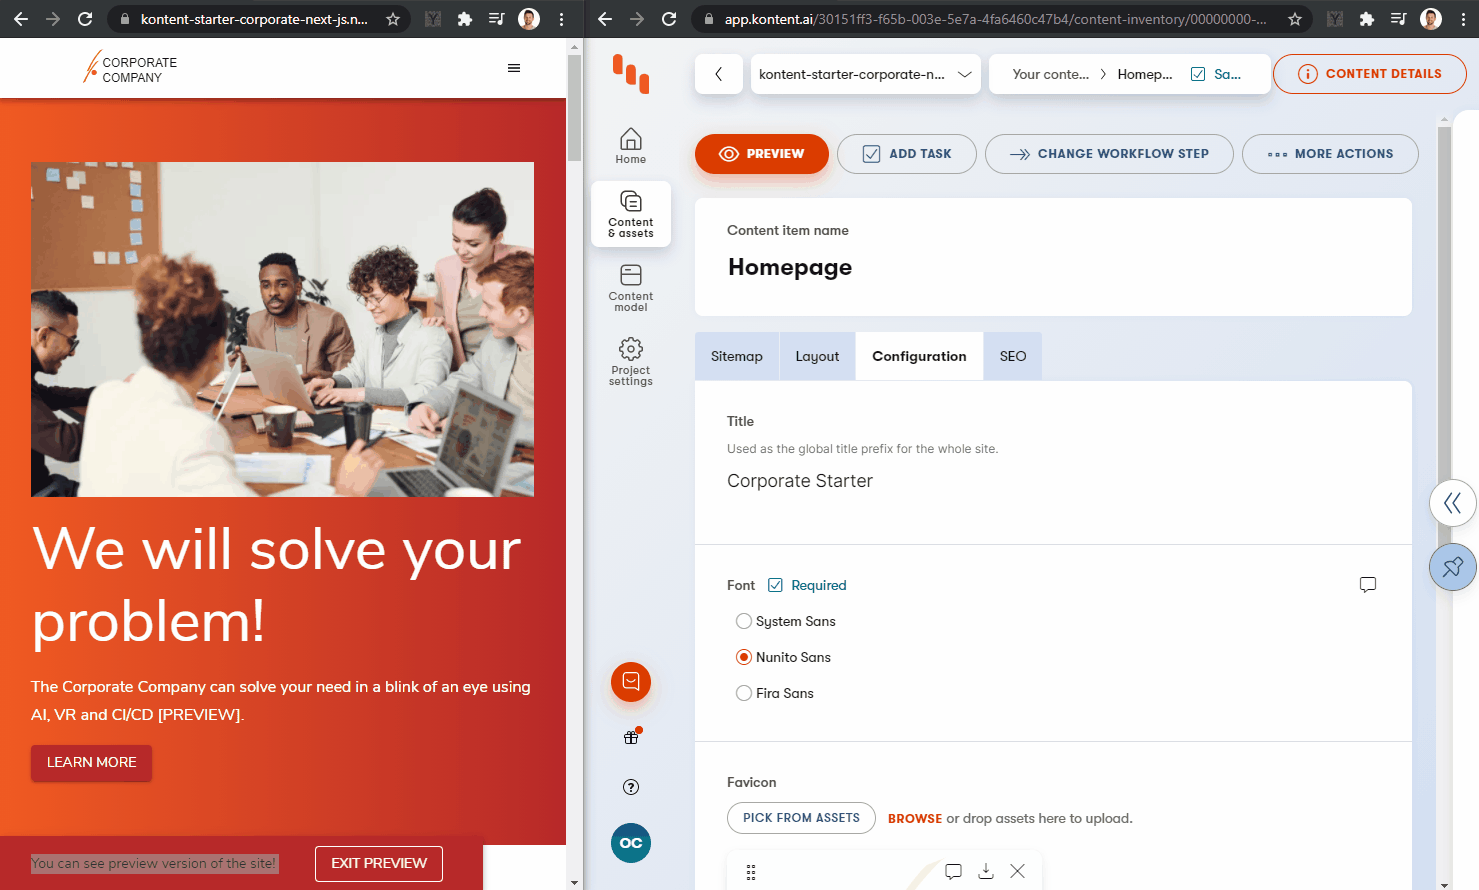 kontent-starter-corporate-next-js.n...
CORPORATE
COMPANY
We will solve your
problem!
The Corporate Company can solve your need in a blink of an eye using
AI, VR and CI/CD [PREVIEW].
LEARN MORE
You can see preview version of the site!
EXIT PREVIEW
app.kontent.ai/30151ff3-f65b-003e-5e7a-4fa6460c47b4/content-inventory/00000000-...
kontent-starter-corporate-n...
Your conte...
Homep...
Sa...
CONTENT DETAILS
Home
Content
& assets
Content
model
Project
settings
OC
PREVIEW
ADD TASK
CHANGE WORKFLOW STEP
MORE ACTIONS
Content item name
Homepage
Sitemap
Layout
Configuration
SEO
Title
Used as the global title prefix for the whole site.
Corporate Starter
Font
Required
System Sans
Nunito Sans
Fira Sans
Favicon
PICK FROM ASSETS
BROWSE or drop assets here to upload.